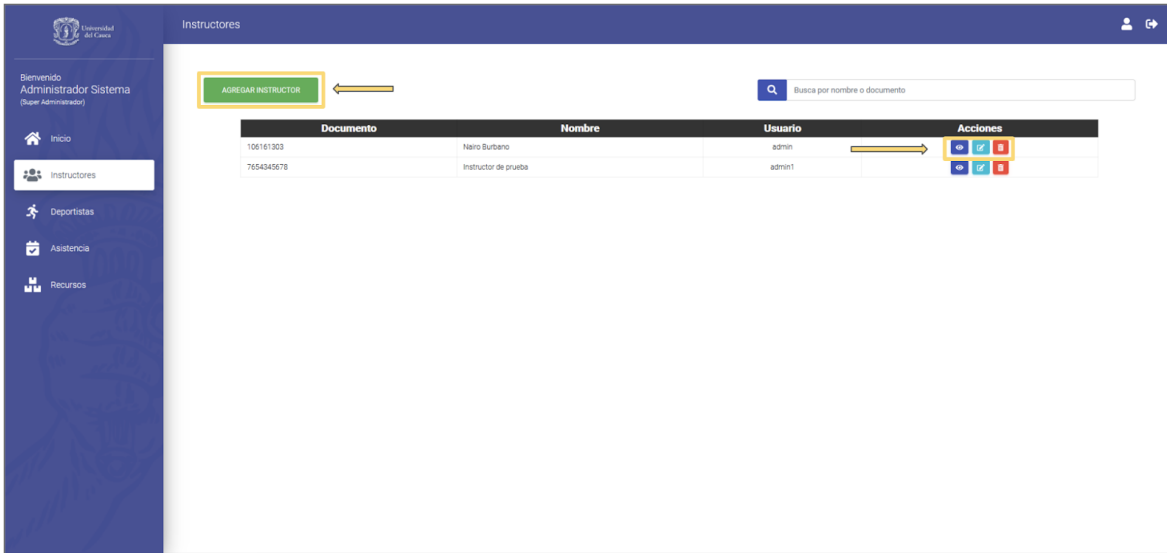 Universidad
del Cauca
Instructores
Bienvenido
Administrador Sistema
(Super Administrador)
Inicio
Instructores
Deportistas
Asistencia
Recursos
AGREGAR INSTRUCTOR
Busca por nombre o documento
Documento Nombre Usuario Acciones
106161303 Nairo Burbano admin
7654345678 Instructor de prueba admin1